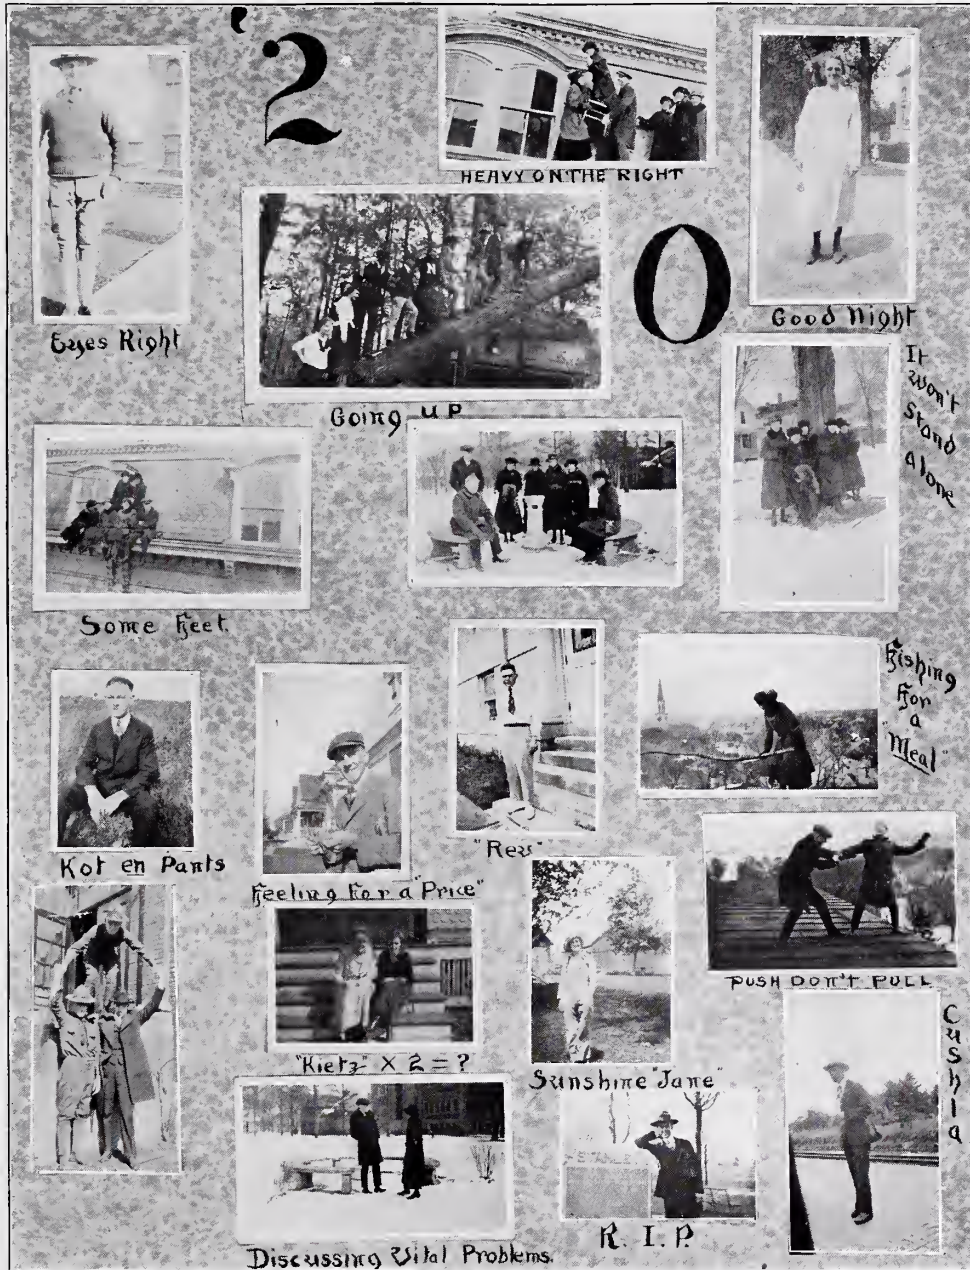 '2
HEAVY ON THE RIGHT
0
Good Night
Eyes Right
N
Going UP
It
Won't
Stand
Alone
Some Feet.
Fishing
For
a
"Meal"
Kot en Pants
Feeling For a "Price"
"Rew"
PUSH DON'T PULL
"Kietz" X 2 = ?
Sunshine "Jane"
Cushia
STANLE
R. I. P.
Discussing Vital Problems.